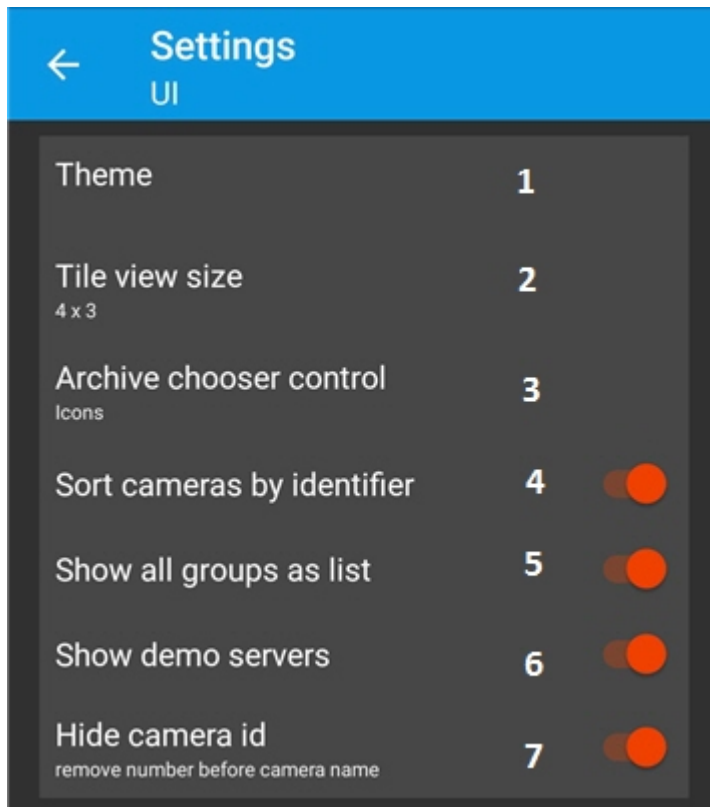 Settings
UI
Theme 1
Tile view size 2
4 x 3
Archive chooser control 3
Icons
Sort cameras by identifier 4
Show all groups as list 5
Show demo servers 6
Hide camera id 7
remove number before camera name